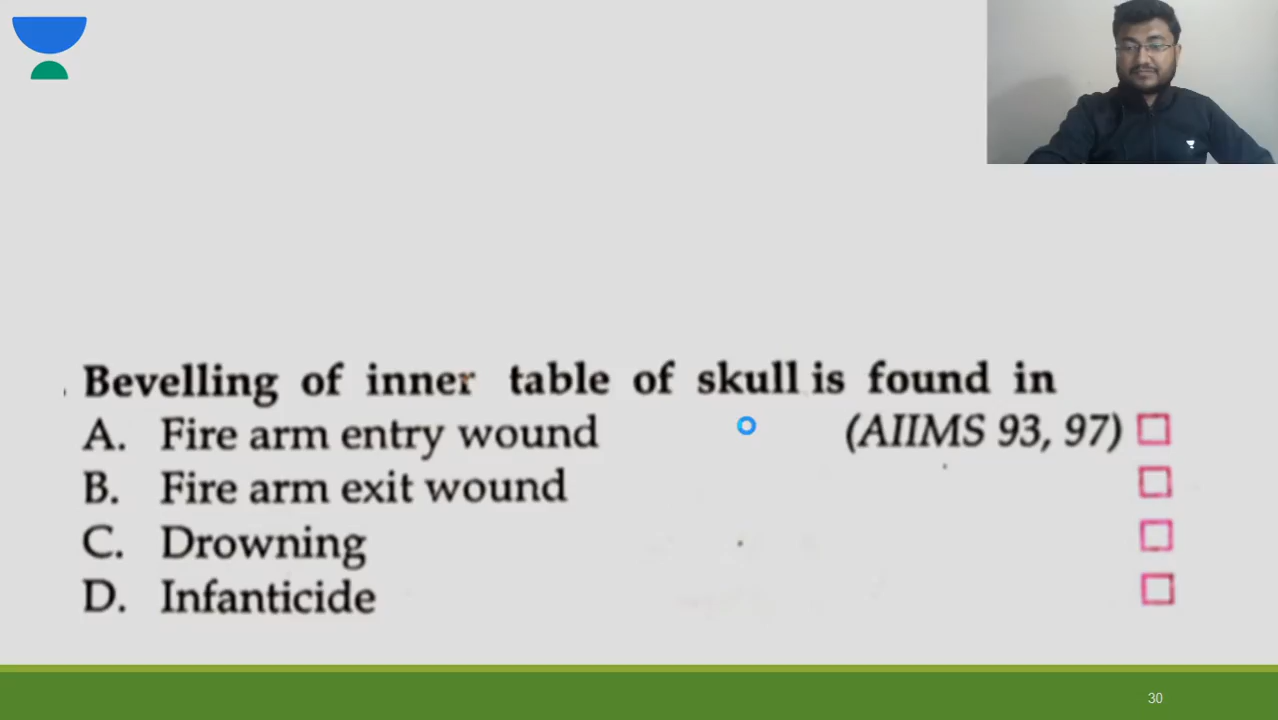 Bevelling of inner table of skull is found in
A. Fire arm entry wound (AIIMS 93, 97)
B. Fire arm exit wound
C. Drowning
D. Infanticide
30